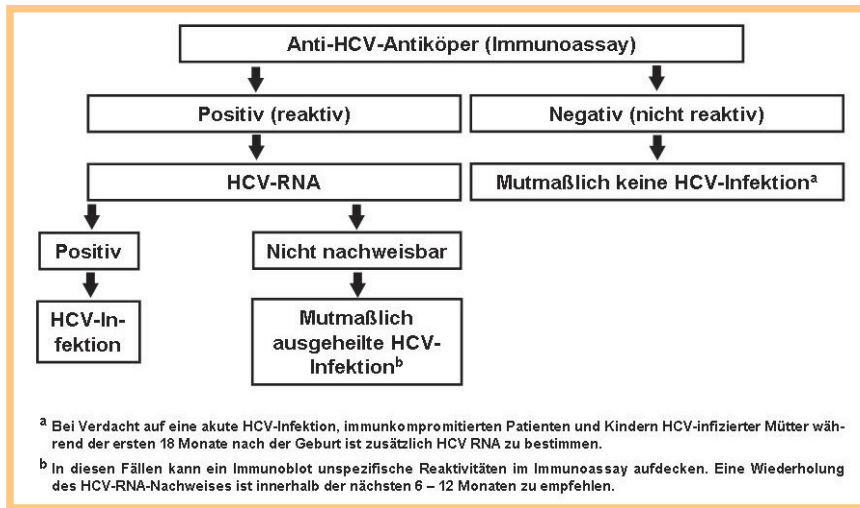 Anti-HCV-Antiköper (Immunoassay)
Positiv (reaktiv)
Negativ (nicht reaktiv)
HCV-RNA
Mutmaßlich keine HCV-Infektionᵃ
Positiv
Nicht nachweisbar
HCV-In-
fektion
Mutmaßlich
ausgeheilte HCV-
Infektionᵇ
ᵃ Bei Verdacht auf eine akute HCV-Infektion, immunkompromitierten Patienten und Kindern HCV-infizierter Mütter wäh-
rend der ersten 18 Monate nach der Geburt ist zusätzlich HCV RNA zu bestimmen.
ᵇ In diesen Fällen kann ein Immunoblot unspezifische Reaktivitäten im Immunoassay aufdecken. Eine Wiederholung
des HCV-RNA-Nachweises ist innerhalb der nächsten 6 – 12 Monaten zu empfehlen.